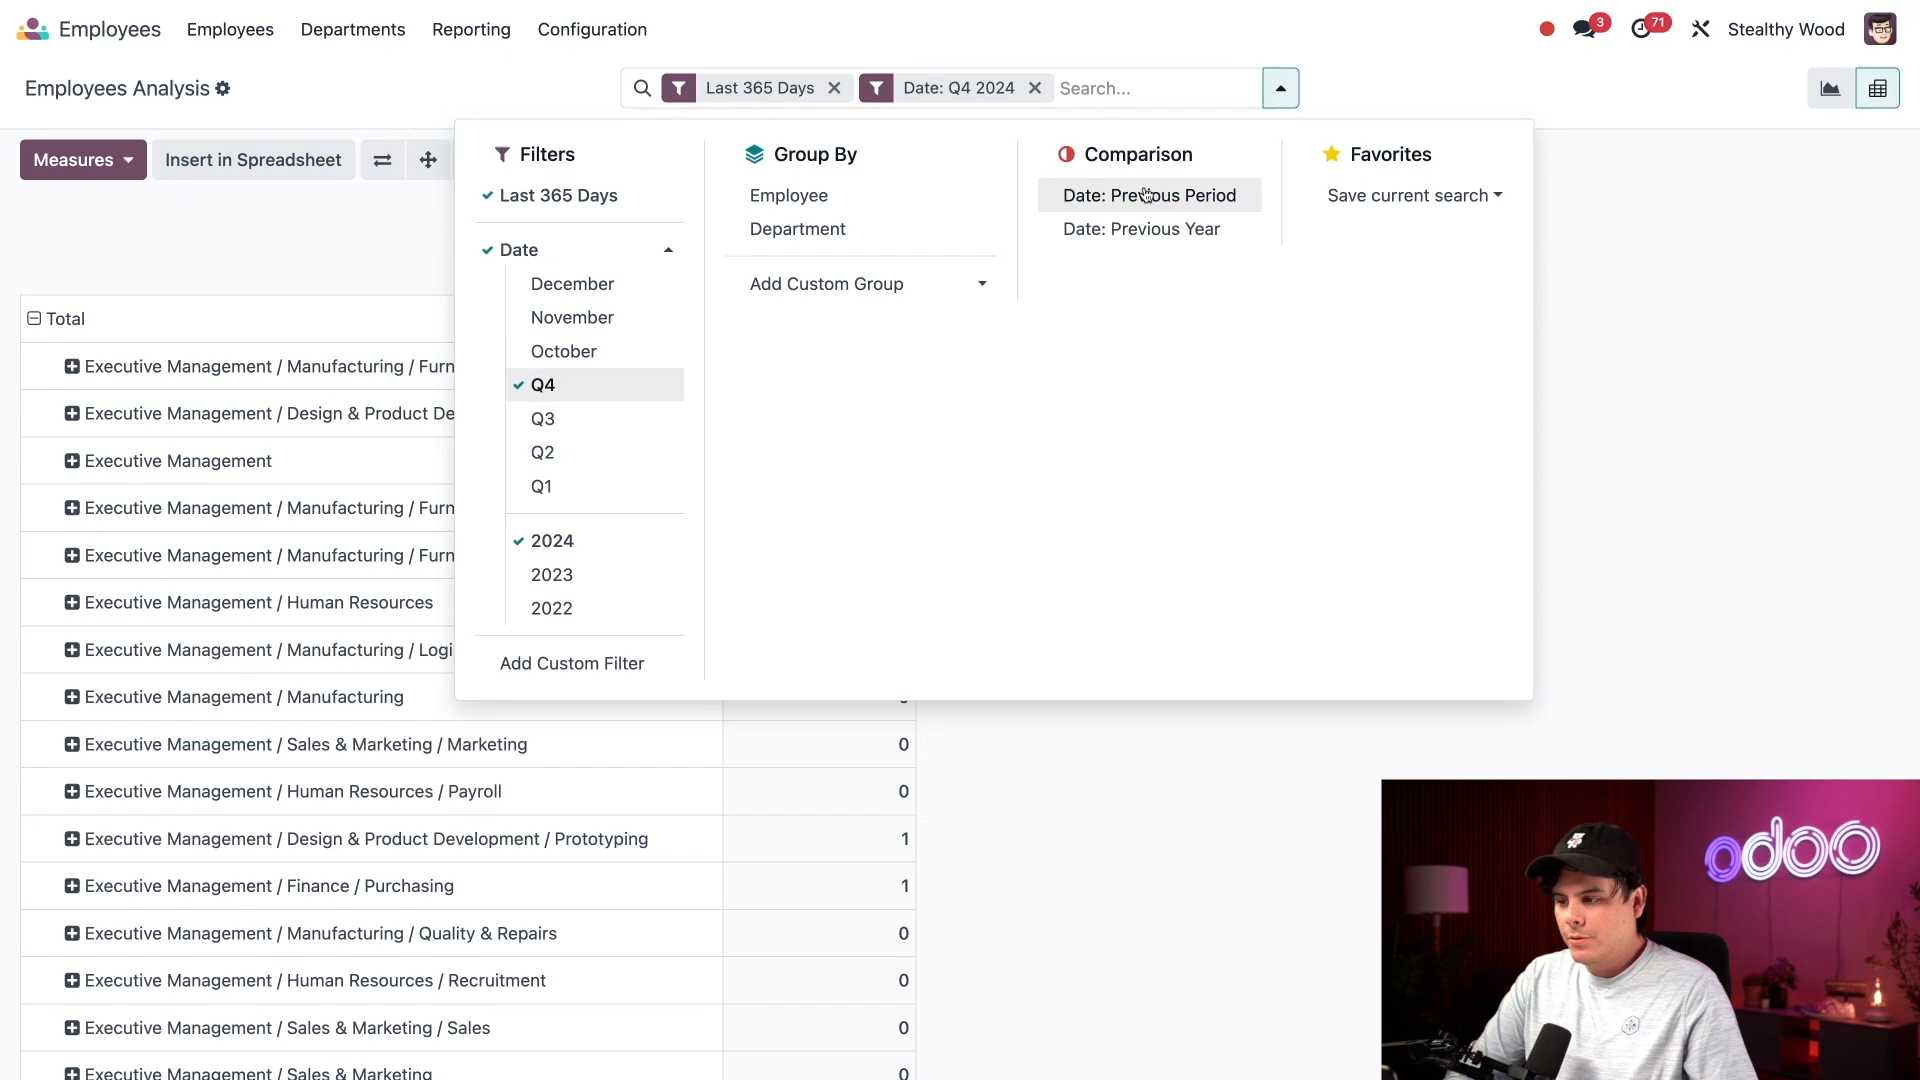 Employees Employees Departments Reporting Configuration 3 71 Stealthy Wood
Employees Analysis Last 365 Days Date: Q4 2024 Search...
Measures Insert in Spreadsheet
Filters
Last 365 Days
Date
December
November
October
Q4
Q3
Q2
Q1
2024
2023
2022
Add Custom Filter
Group By
Employee
Department
Add Custom Group
Comparison
Date: Previous Period
Date: Previous Year
Favorites
Save current search
Total
Executive Management / Manufacturing / Furn
Executive Management / Design & Product De
Executive Management
Executive Management / Manufacturing / Furn
Executive Management / Manufacturing / Furn
Executive Management / Human Resources
Executive Management / Manufacturing / Logi
Executive Management / Manufacturing
Executive Management / Sales & Marketing / Marketing 0
Executive Management / Human Resources / Payroll 0
Executive Management / Design & Product Development / Prototyping 1
Executive Management / Finance / Purchasing 1
Executive Management / Manufacturing / Quality & Repairs 0
Executive Management / Human Resources / Recruitment 0
Executive Management / Sales & Marketing / Sales 0
Executive Management / Sales & Marketing 0
odoo